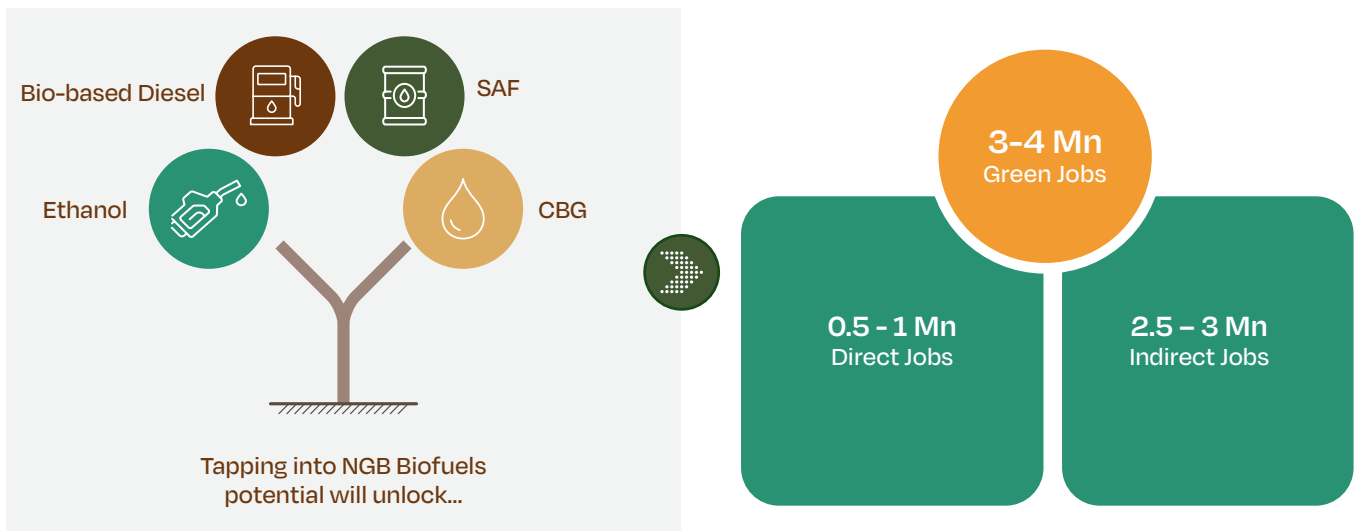 Bio-based Diesel
SAF
Ethanol
CBG
Tapping into NGB Biofuels
potential will unlock...
3-4 Mn
Green Jobs
0.5 - 1 Mn
Direct Jobs
2.5 – 3 Mn
Indirect Jobs